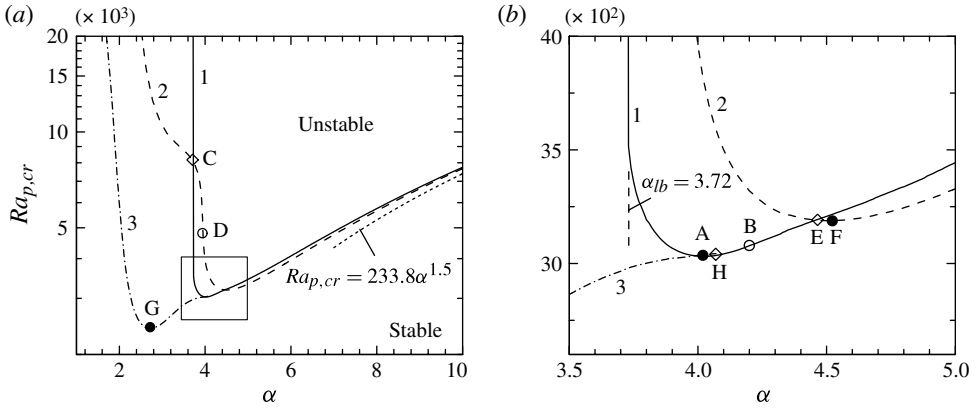 (a) (× 10³)
20
15
10
5
Ra_{p,cr}
1
2
3
C
D
G
Unstable
Ra_{p,cr} = 233.8α^{1.5}
Stable
2 4 6 8 10
α
(b) (× 10²)
40
35
30
26
1
2
3
α_{lb} = 3.72
A
B
H
E F
3.5 4.0 4.5 5.0
α